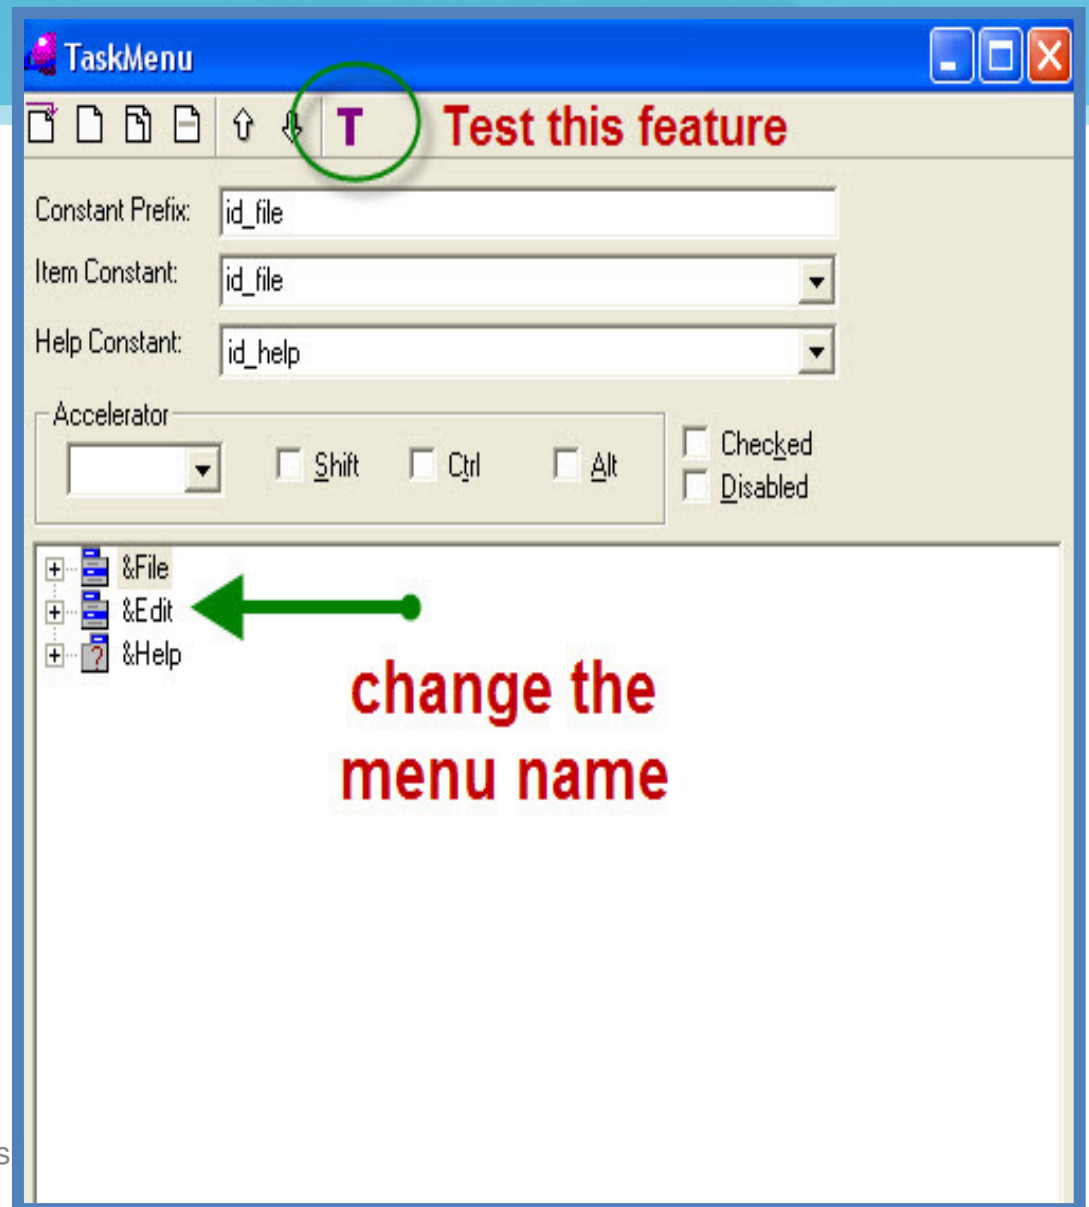 TaskMenu
T Test this feature
Constant Prefix: id_file
Item Constant: id_file
Help Constant: id_help
Accelerator
Shift Ctrl Alt Checked
Disabled
&File
&Edit
&Help
change the
menu name
s